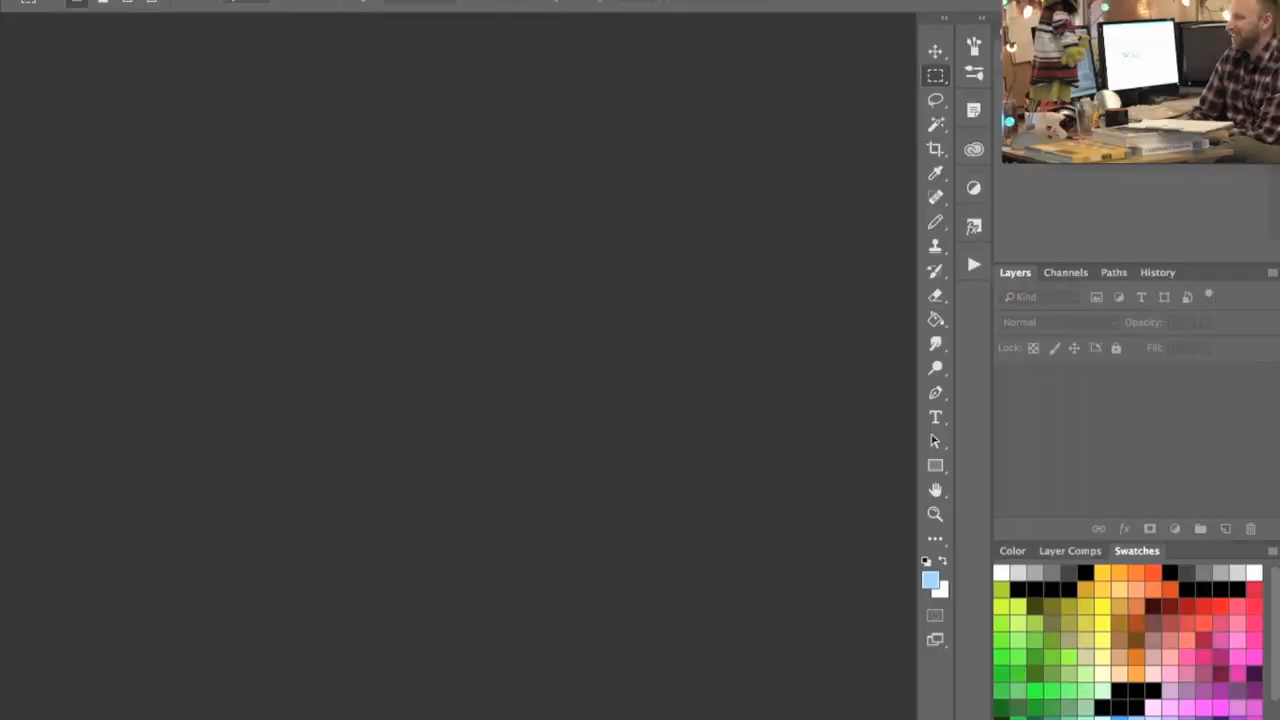 Layers Channels Paths History
Kind
Normal Opacity:
Lock: Fill:
Color Layer Comps Swatches